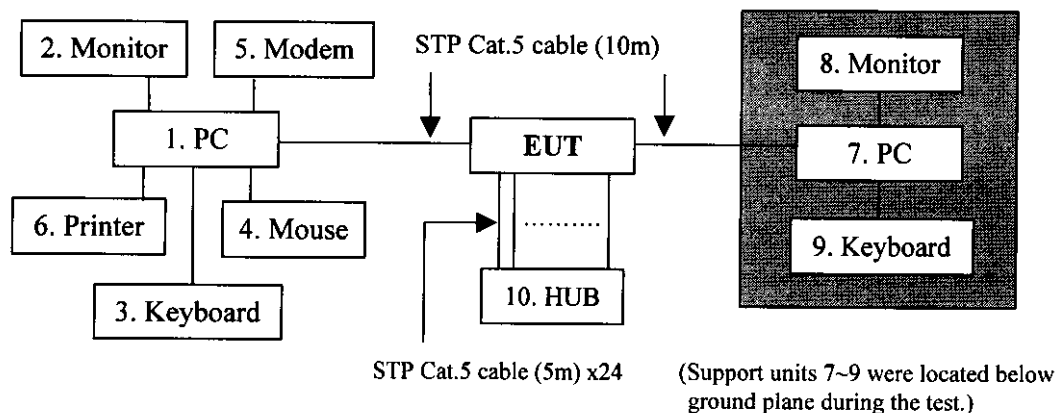 2. Monitor
5. Modem
STP Cat.5 cable (10m)
8. Monitor
1. PC
EUT
7. PC
6. Printer
4. Mouse
9. Keyboard
3. Keyboard
10. HUB
STP Cat.5 cable (5m) x24
(Support units 7~9 were located below
ground plane during the test.)